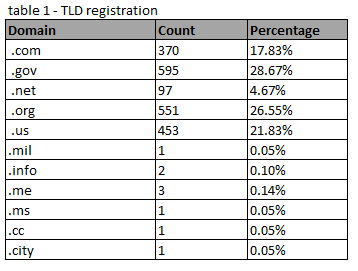 table 1 - TLD registration
Domain Count Percentage
.com 370 17.83%
.gov 595 28.67%
.net 97 4.67%
.org 551 26.55%
.us 453 21.83%
.mil 1 0.05%
.info 2 0.10%
.me 3 0.14%
.ms 1 0.05%
.cc 1 0.05%
.city 1 0.05%